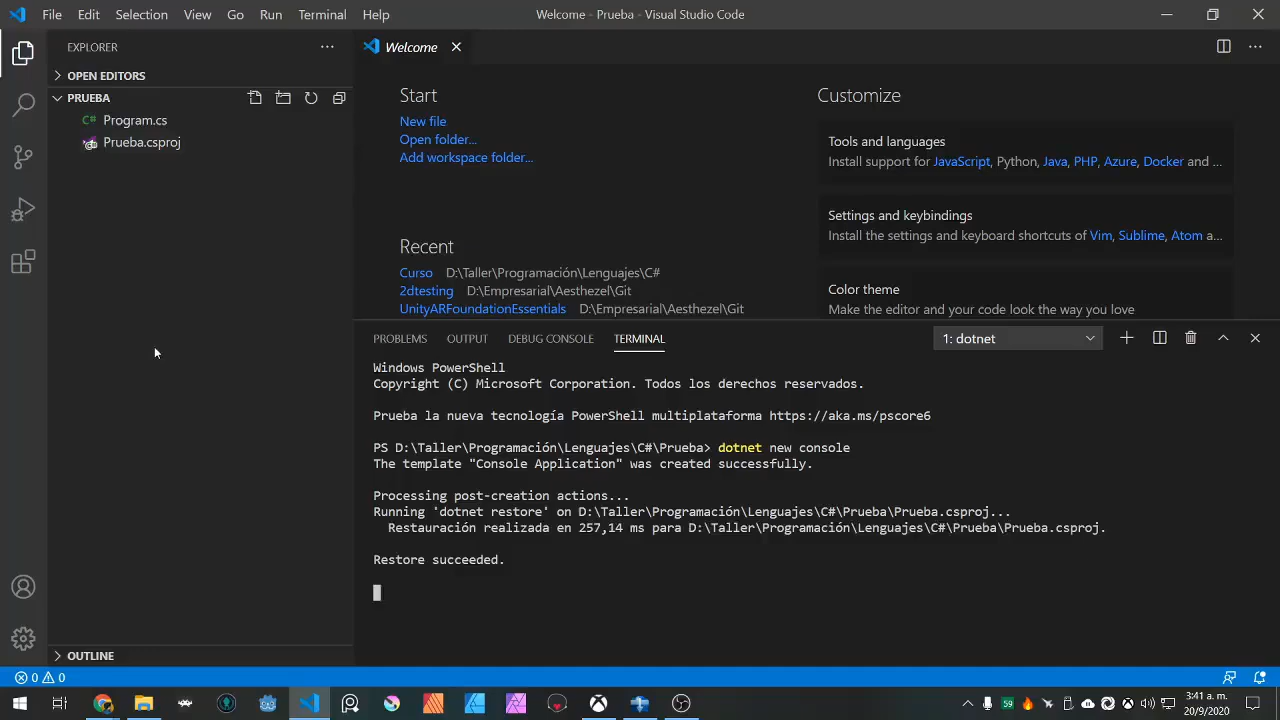 File Edit Selection View Go Run Terminal Help
Welcome - Prueba - Visual Studio Code
EXPLORER
OPEN EDITORS
PRUEBA
C# Program.cs
Prueba.csproj
OUTLINE
Welcome
Start
New file
Open folder...
Add workspace folder...
Recent
Curso D:\Taller\Programación\Lenguajes\C#
2dtesting D:\Empresarial\Aesthezel\Git
UnityARFoundationEssentials D:\Empresarial\Aesthezel\Git
Customize
Tools and languages
Install support for JavaScript, Python, Java, PHP, Azure, Docker and ...
Settings and keybindings
Install the settings and keyboard shortcuts of Vim, Sublime, Atom a...
Color theme
Make the editor and your code look the way you love
PROBLEMS OUTPUT DEBUG CONSOLE TERMINAL
1: dotnet
Windows PowerShell
Copyright (C) Microsoft Corporation. Todos los derechos reservados.
Prueba la nueva tecnología PowerShell multiplataforma https://aka.ms/pscore6
PS D:\Taller\Programación\Lenguajes\C#\Prueba> dotnet new console
The template "Console Application" was created successfully.
Processing post-creation actions...
Running 'dotnet restore' on D:\Taller\Programación\Lenguajes\C#\Prueba\Prueba.csproj...
Restauración realizada en 257,14 ms para D:\Taller\Programación\Lenguajes\C#\Prueba\Prueba.csproj.
Restore succeeded.
0 0
59
3:41 a. m.
20/9/2020